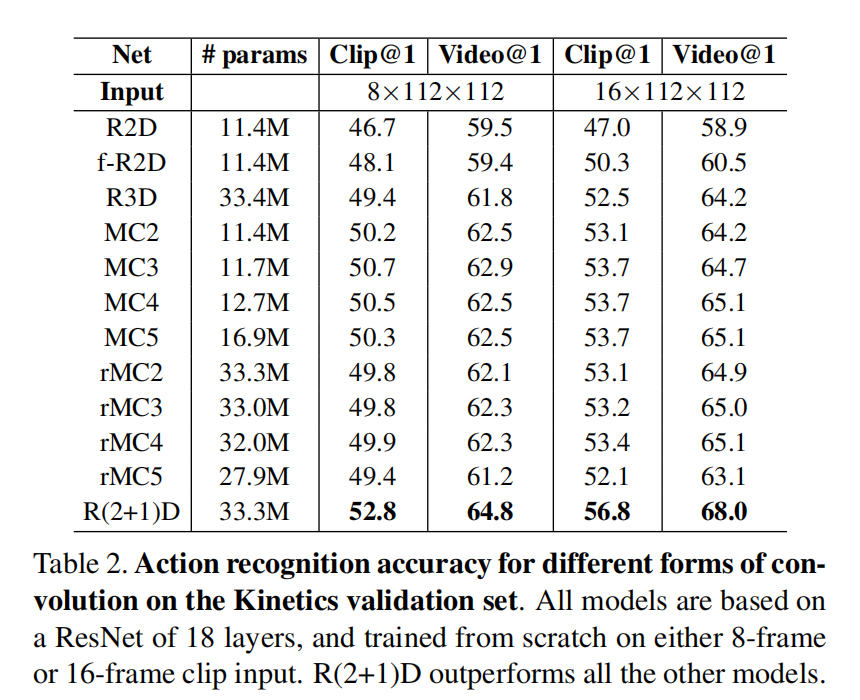 Net # params Clip@1 Video@1 Clip@1 Video@1
Input 8×112×112 16×112×112
R2D 11.4M 46.7 59.5 47.0 58.9
f-R2D 11.4M 48.1 59.4 50.3 60.5
R3D 33.4M 49.4 61.8 52.5 64.2
MC2 11.4M 50.2 62.5 53.1 64.2
MC3 11.7M 50.7 62.9 53.7 64.7
MC4 12.7M 50.5 62.5 53.7 65.1
MC5 16.9M 50.3 62.5 53.7 65.1
rMC2 33.3M 49.8 62.1 53.1 64.9
rMC3 33.0M 49.8 62.3 53.2 65.0
rMC4 32.0M 49.9 62.3 53.4 65.1
rMC5 27.9M 49.4 61.2 52.1 63.1
R(2+1)D 33.3M 52.8 64.8 56.8 68.0
Table 2. Action recognition accuracy for different forms of con-
volution on the Kinetics validation set. All models are based on
a ResNet of 18 layers, and trained from scratch on either 8-frame
or 16-frame clip input. R(2+1)D outperforms all the other models.